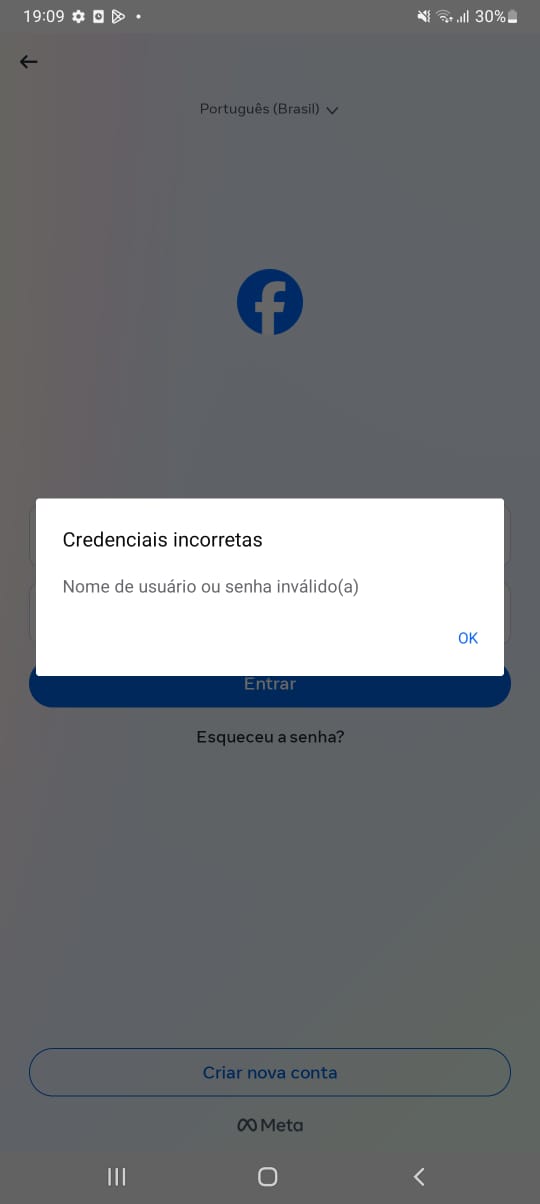 19:09 30%
Português (Brasil)
Credenciais incorretas
Nome de usuário ou senha inválido(a)
OK
Entrar
Esqueceu a senha?
Criar nova conta
Meta